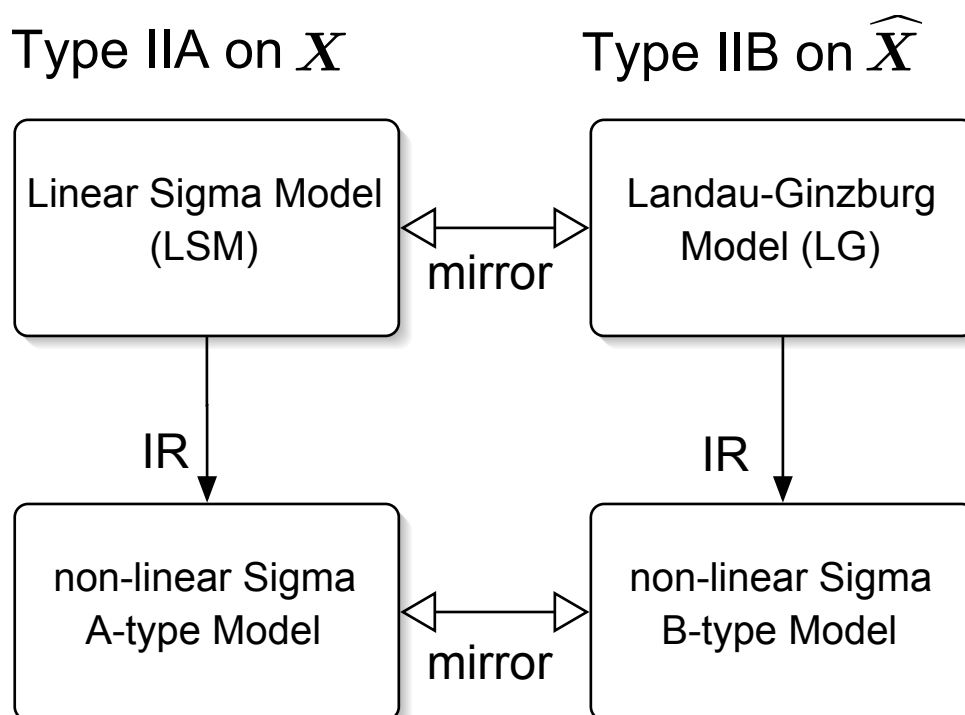 Type IIA on X
Type IIB on \widehat{X}
Linear Sigma Model
(LSM)
mirror
Landau-Ginzburg
Model (LG)
IR
IR
non-linear Sigma
A-type Model
mirror
non-linear Sigma
B-type Model